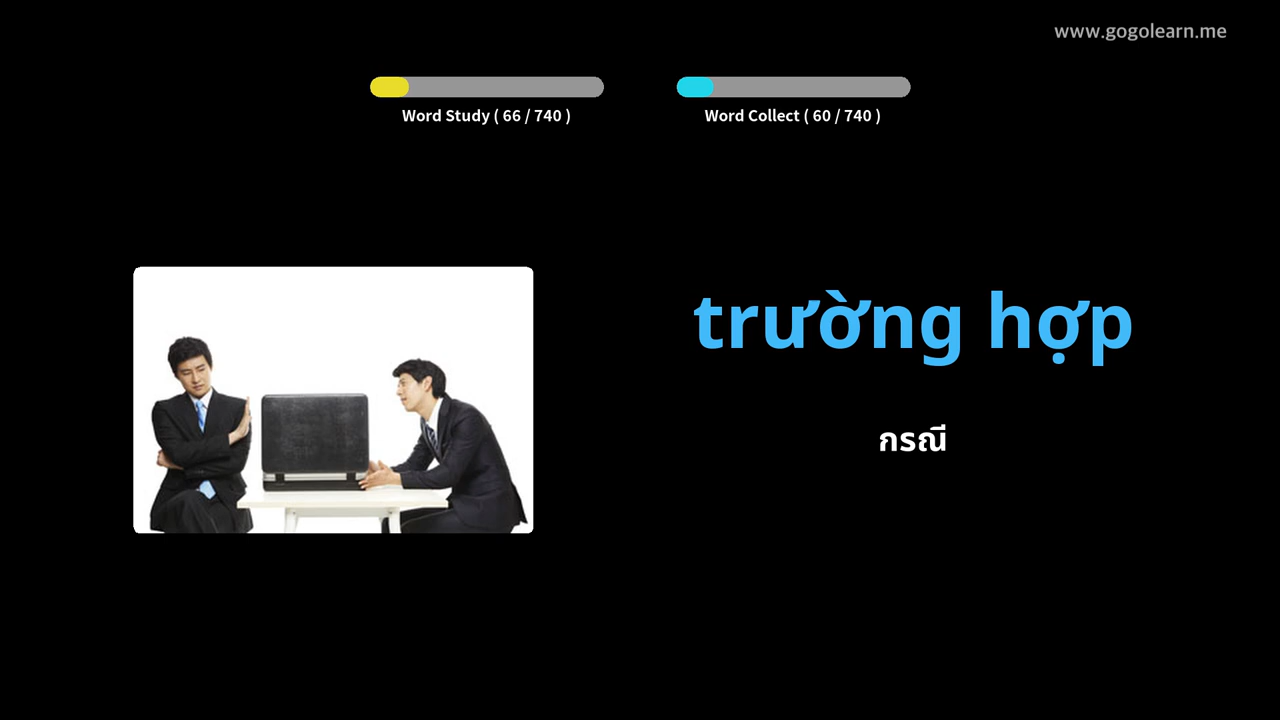 www.gogolearn.me
Word Study ( 66 / 740 )
Word Collect ( 60 / 740 )
trường hợp
กรณี